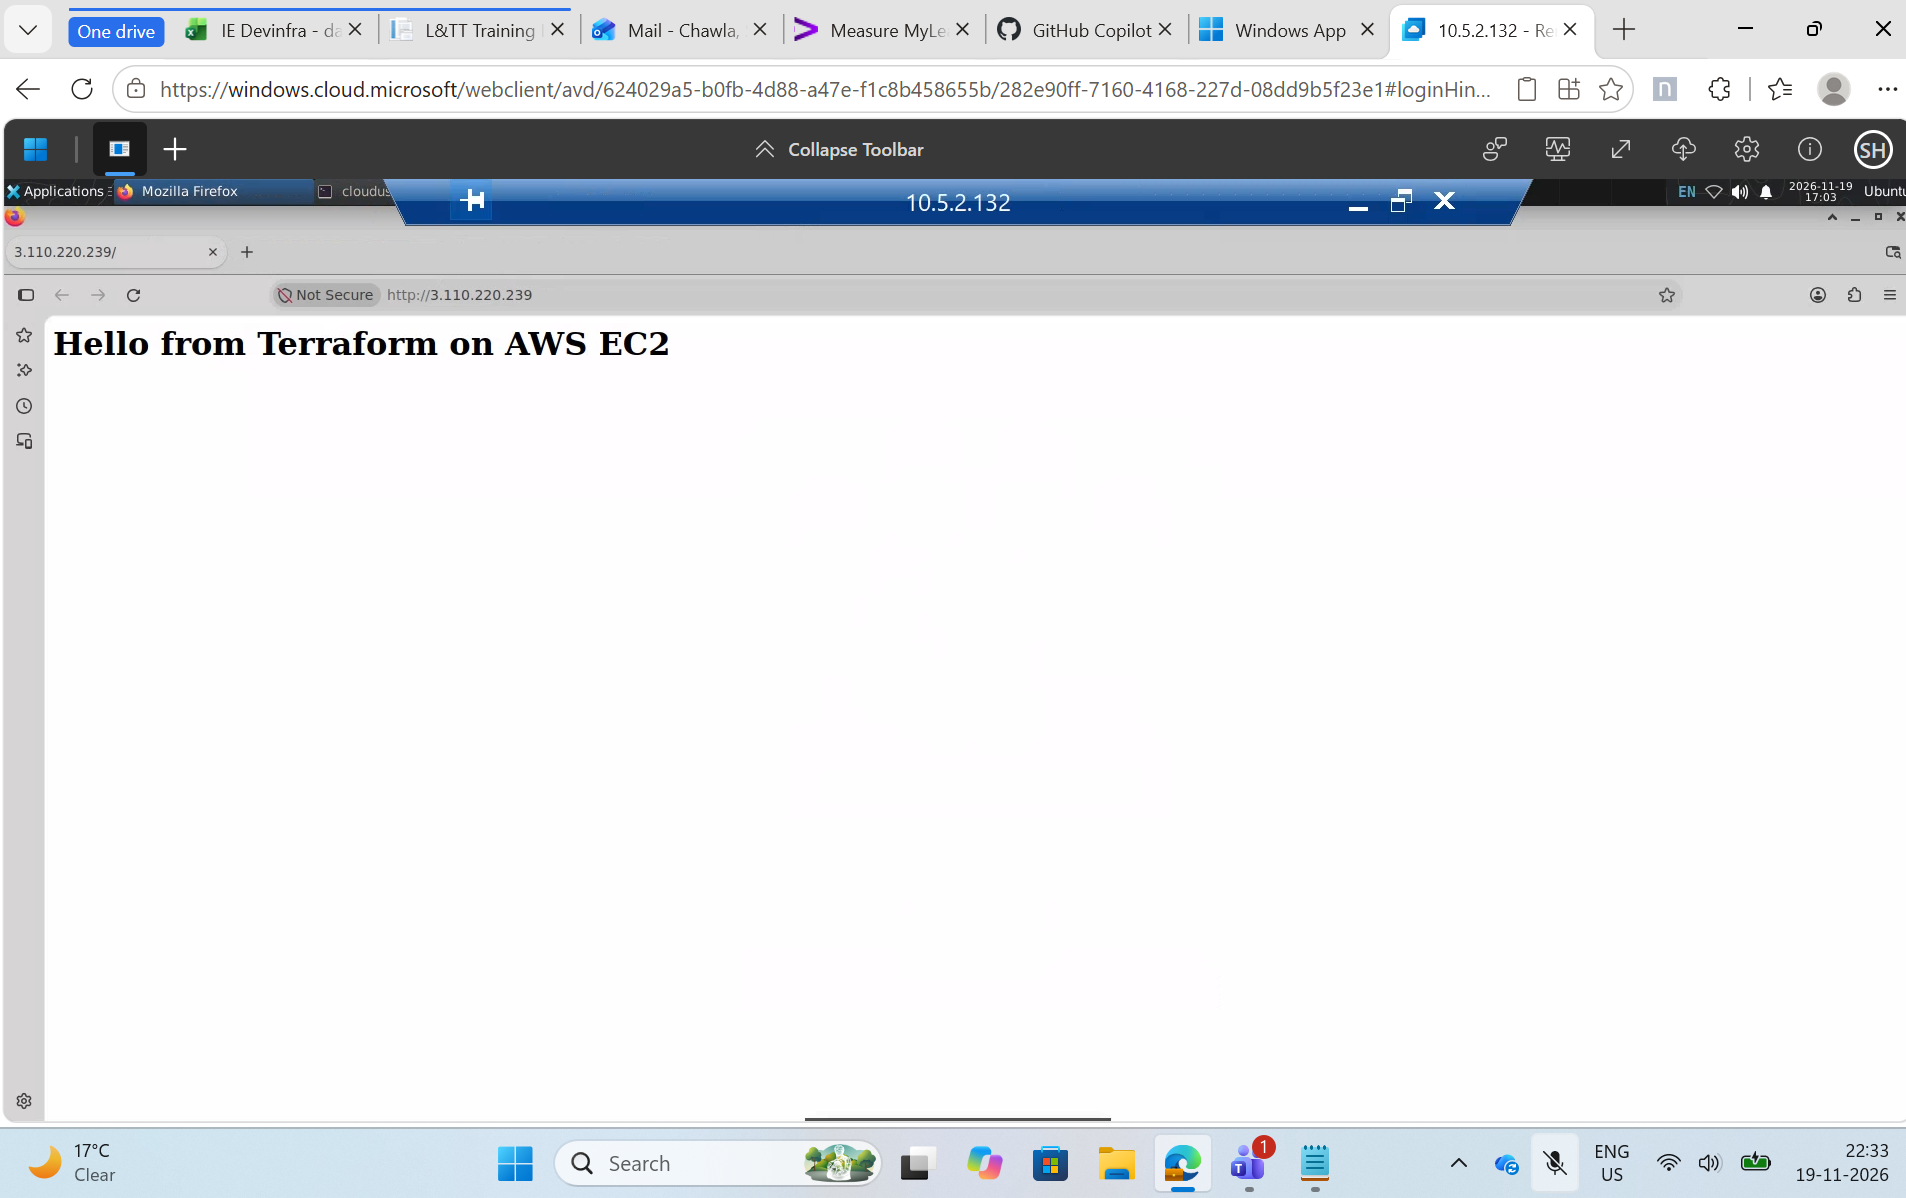 One drive
IE Devinfra - da
L&TT Training
Mail - Chawla,
Measure MyLe
GitHub Copilot
Windows App
10.5.2.132 - Re
https://windows.cloud.microsoft/webclient/avd/624029a5-b0fb-4d88-a47e-f1c8b458655b/282e90ff-7160-4168-227d-08dd9b5f23e1#loginHin...
n
Collapse Toolbar
SH
Applications
Mozilla Firefox
cloudus
10.5.2.132
EN
2026-11-19
17:03
Ubuntu
3.110.220.239/
Not Secure
http://3.110.220.239
Hello from Terraform on AWS EC2
17°C
Clear
Search
1
ENG
US
22:33
19-11-2026